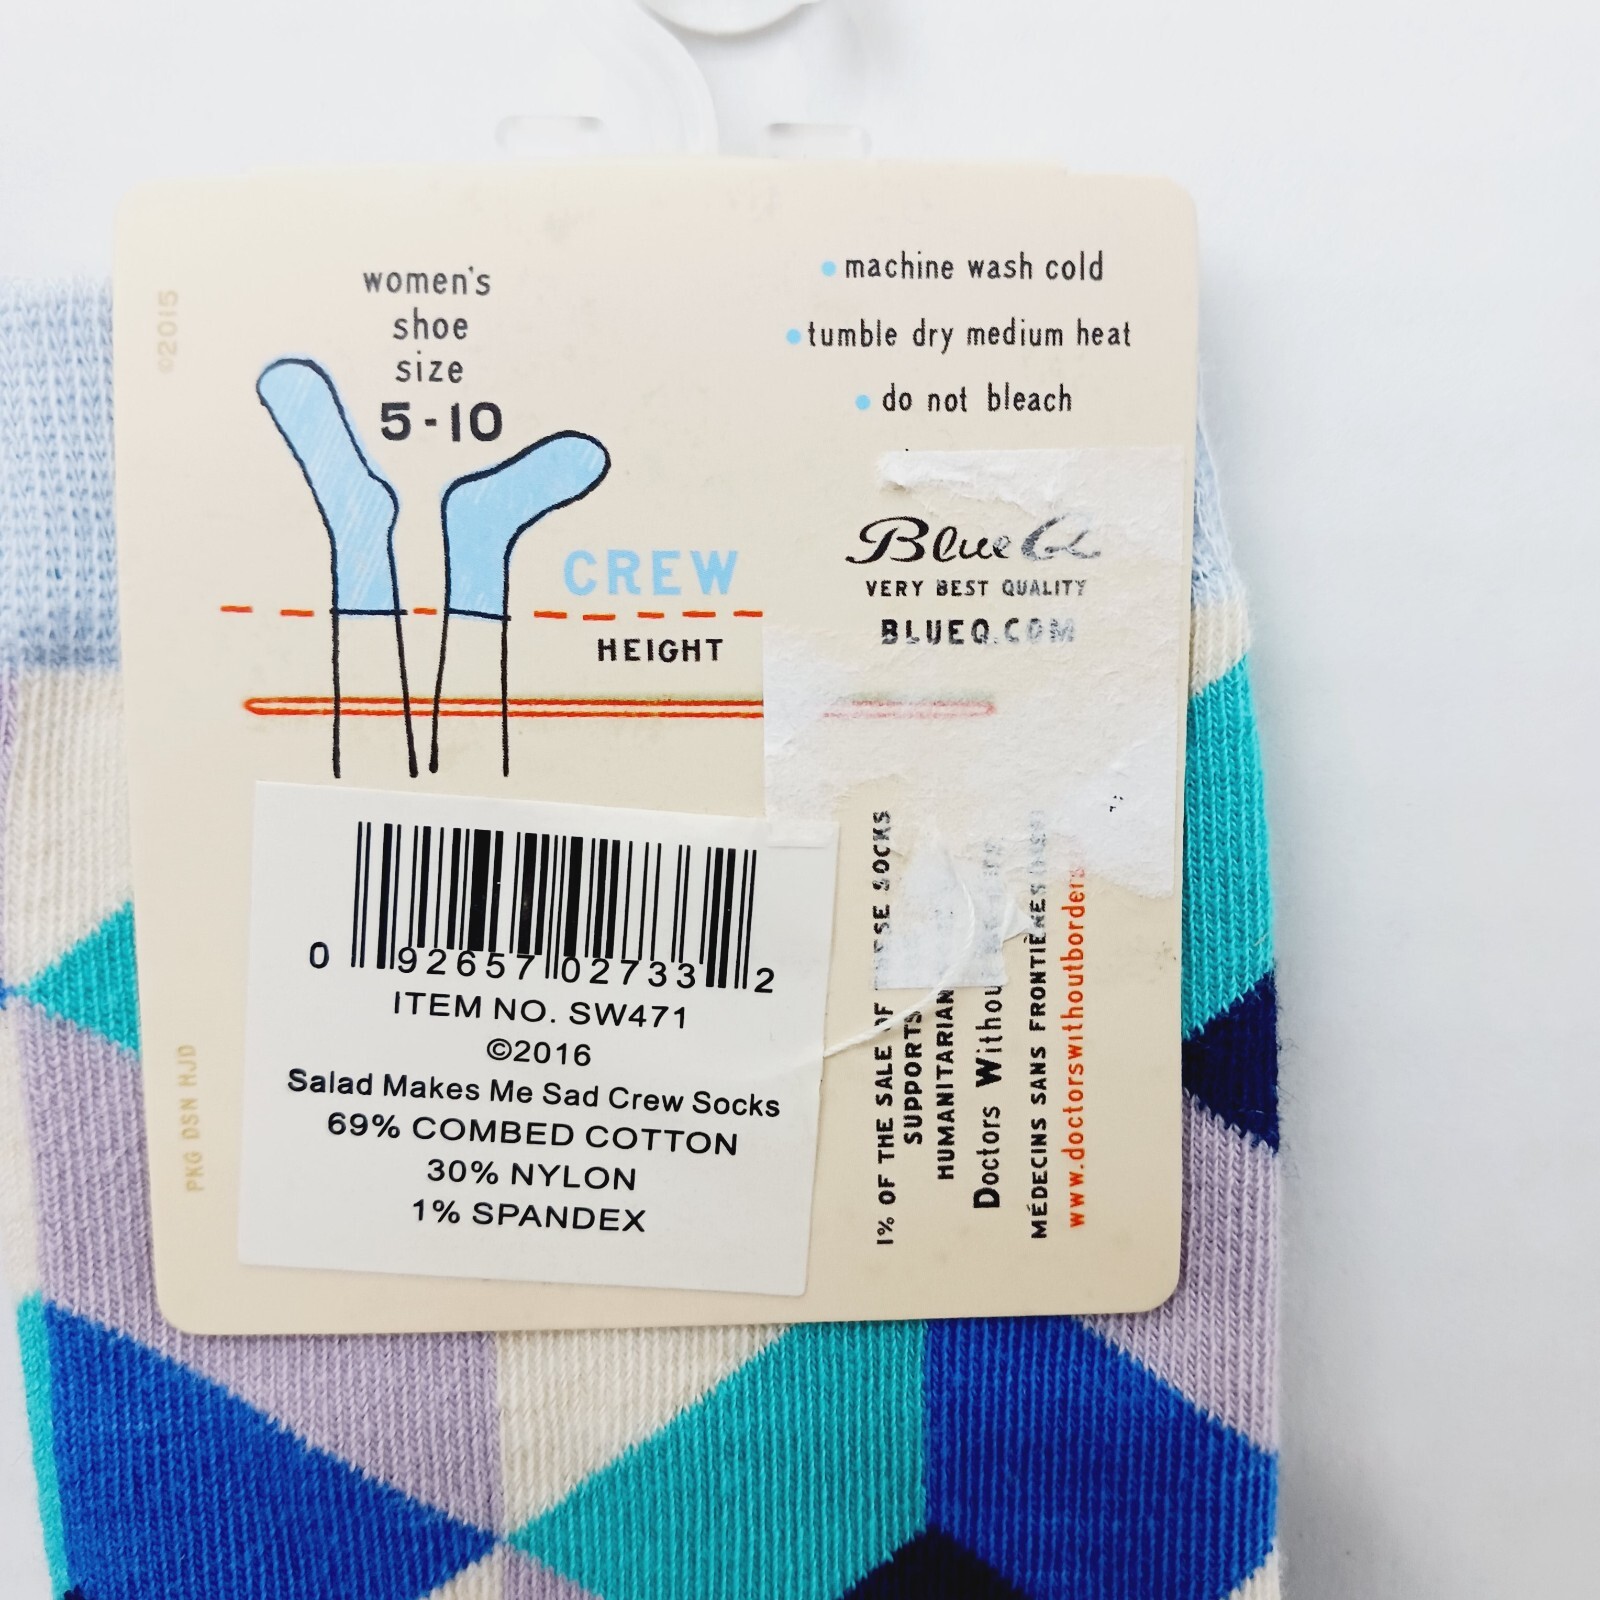 ©2015
women's
shoe
size
5-10
CREW
HEIGHT
• machine wash cold
• tumble dry medium heat
• do not bleach
Blue Q
VERY BEST QUALITY
BLUEQ.COM
0 92657 02733 2
ITEM NO. SW471
©2016
Salad Makes Me Sad Crew Socks
69% COMBED COTTON
30% NYLON
1% SPANDEX
1% OF THE SALE OF THESE SOCKS
SUPPORTS
HUMANITARIAN
Doctors Without
MÉDECINS SANS FRONTIÈRES
www.doctorswithoutborders
PKG DSN HJD